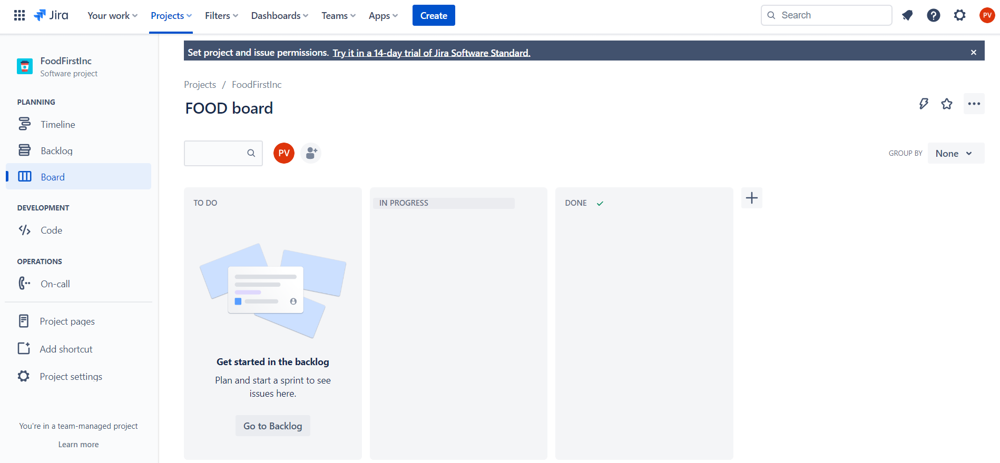 Jira
Your work
Projects
Filters
Dashboards
Teams
Apps
Create
Search
PV
FoodFirstInc
Software project
PLANNING
Timeline
Backlog
Board
DEVELOPMENT
Code
OPERATIONS
On-call
Project pages
Add shortcut
Project settings
You're in a team-managed project
Learn more
Set project and issue permissions. Try it in a 14-day trial of Jira Software Standard.
Projects / FoodFirstInc
FOOD board
PV
GROUP BY None
TO DO
Get started in the backlog
Plan and start a sprint to see
issues here.
Go to Backlog
IN PROGRESS
DONE